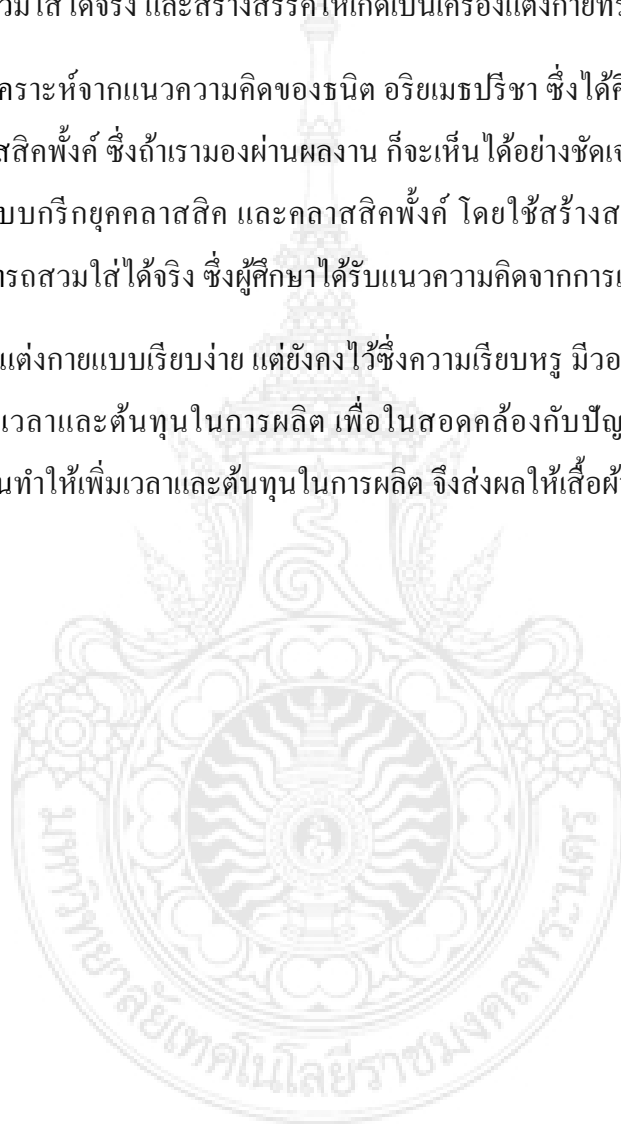 วมใส่ได้จริง และสร้างสรรค์ให้เกิดเป็นเครื่องแต่งกายที่ร
คราะห์จากแนวความคิดของธนิต อริยเมธปรีชา ซึ่งได้ศึ
สสิคพั้งค์ ซึ่งถ้าเรามองผ่านผลงาน ก็จะเห็นได้อย่างชัดเจ
บบกรีกยุคคลาสสิค และคลาสสิคพั้งค์ โดยใช้สร้างส
ารถสวมใส่ได้จริง ซึ่งผู้ศึกษาได้รับแนวความคิดจากการเ
แต่งกายแบบเรียบง่าย แต่ยังคงไว้ซึ่งความเรียบหรู มีวอ
เวลาและต้นทุนในการผลิต เพื่อในสอดคล้องกับปัญ
นทำให้เพิ่มเวลาและต้นทุนในการผลิต จึงส่งผลให้เสื้อผ้
มหาวิทยาลัยเทคโนโลยีราชมงคลพระนคร